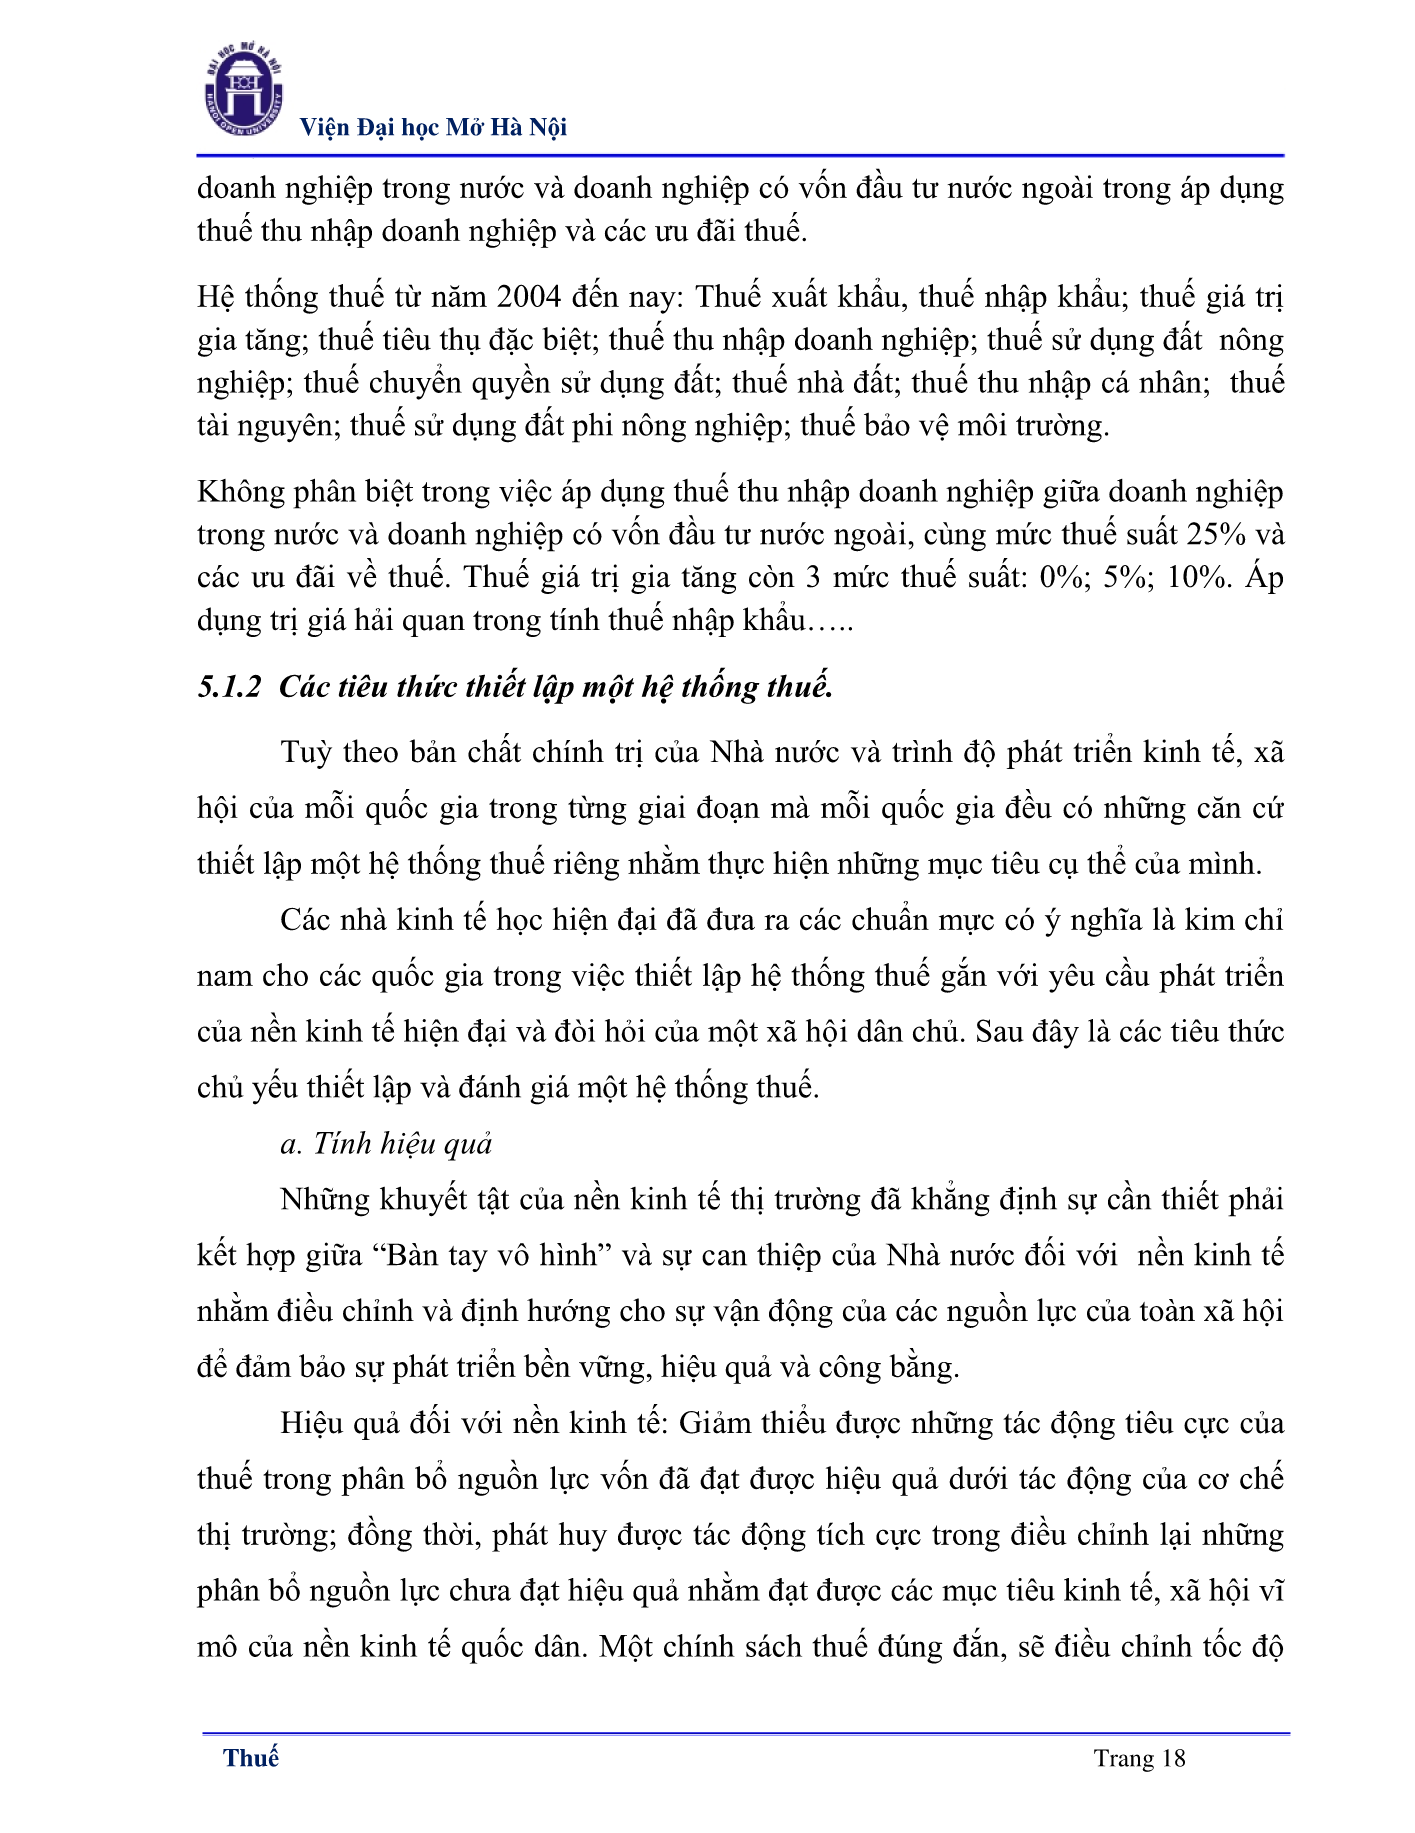 ĐẠI HỌC MỞ HÀ NỘI
HANOI OPEN UNIVERSITY
Viện Đại học Mở Hà Nội
doanh nghiệp trong nước và doanh nghiệp có vốn đầu tư nước ngoài trong áp dụng
thuế thu nhập doanh nghiệp và các ưu đãi thuế.
Hệ thống thuế từ năm 2004 đến nay: Thuế xuất khẩu, thuế nhập khẩu; thuế giá trị
gia tăng; thuế tiêu thụ đặc biệt; thuế thu nhập doanh nghiệp; thuế sử dụng đất nông
nghiệp; thuế chuyển quyền sử dụng đất; thuế nhà đất; thuế thu nhập cá nhân; thuế
tài nguyên; thuế sử dụng đất phi nông nghiệp; thuế bảo vệ môi trường.
Không phân biệt trong việc áp dụng thuế thu nhập doanh nghiệp giữa doanh nghiệp
trong nước và doanh nghiệp có vốn đầu tư nước ngoài, cùng mức thuế suất 25% và
các ưu đãi về thuế. Thuế giá trị gia tăng còn 3 mức thuế suất: 0%; 5%; 10%. Áp
dụng trị giá hải quan trong tính thuế nhập khẩu…..
5.1.2 Các tiêu thức thiết lập một hệ thống thuế.
Tuỳ theo bản chất chính trị của Nhà nước và trình độ phát triển kinh tế, xã
hội của mỗi quốc gia trong từng giai đoạn mà mỗi quốc gia đều có những căn cứ
thiết lập một hệ thống thuế riêng nhằm thực hiện những mục tiêu cụ thể của mình.
Các nhà kinh tế học hiện đại đã đưa ra các chuẩn mực có ý nghĩa là kim chỉ
nam cho các quốc gia trong việc thiết lập hệ thống thuế gắn với yêu cầu phát triển
của nền kinh tế hiện đại và đòi hỏi của một xã hội dân chủ. Sau đây là các tiêu thức
chủ yếu thiết lập và đánh giá một hệ thống thuế.
a. Tính hiệu quả
Những khuyết tật của nền kinh tế thị trường đã khẳng định sự cần thiết phải
kết hợp giữa “Bàn tay vô hình” và sự can thiệp của Nhà nước đối với nền kinh tế
nhằm điều chỉnh và định hướng cho sự vận động của các nguồn lực của toàn xã hội
để đảm bảo sự phát triển bền vững, hiệu quả và công bằng.
Hiệu quả đối với nền kinh tế: Giảm thiểu được những tác động tiêu cực của
thuế trong phân bổ nguồn lực vốn đã đạt được hiệu quả dưới tác động của cơ chế
thị trường; đồng thời, phát huy được tác động tích cực trong điều chỉnh lại những
phân bổ nguồn lực chưa đạt hiệu quả nhằm đạt được các mục tiêu kinh tế, xã hội vĩ
mô của nền kinh tế quốc dân. Một chính sách thuế đúng đắn, sẽ điều chỉnh tốc độ
Thuế
Trang 18